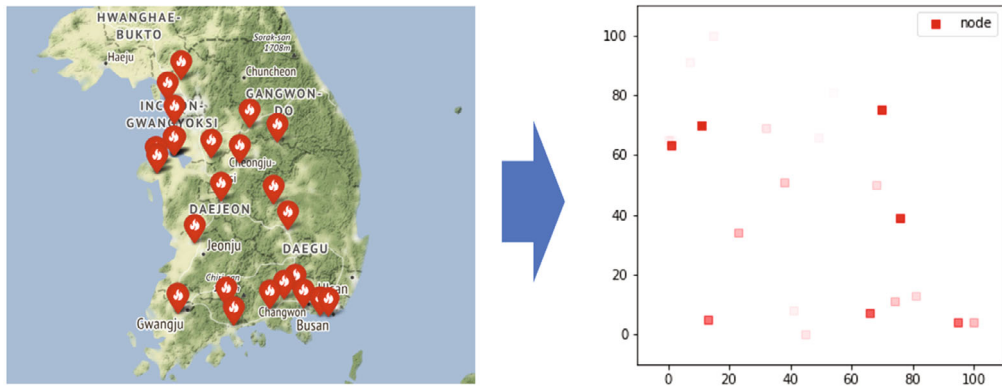 HWANGHAE-
BUKTO
Haeju
Sorak-san
1708m
Chuncheon
GANGWON-
DO
GWANGYOKSI
Cheongju-
si
DAEJEON
Jeonju
DAEGU
Changwon
Gwangju
Busan
node
100
80
60
40
20
0
0 20 40 60 80 100